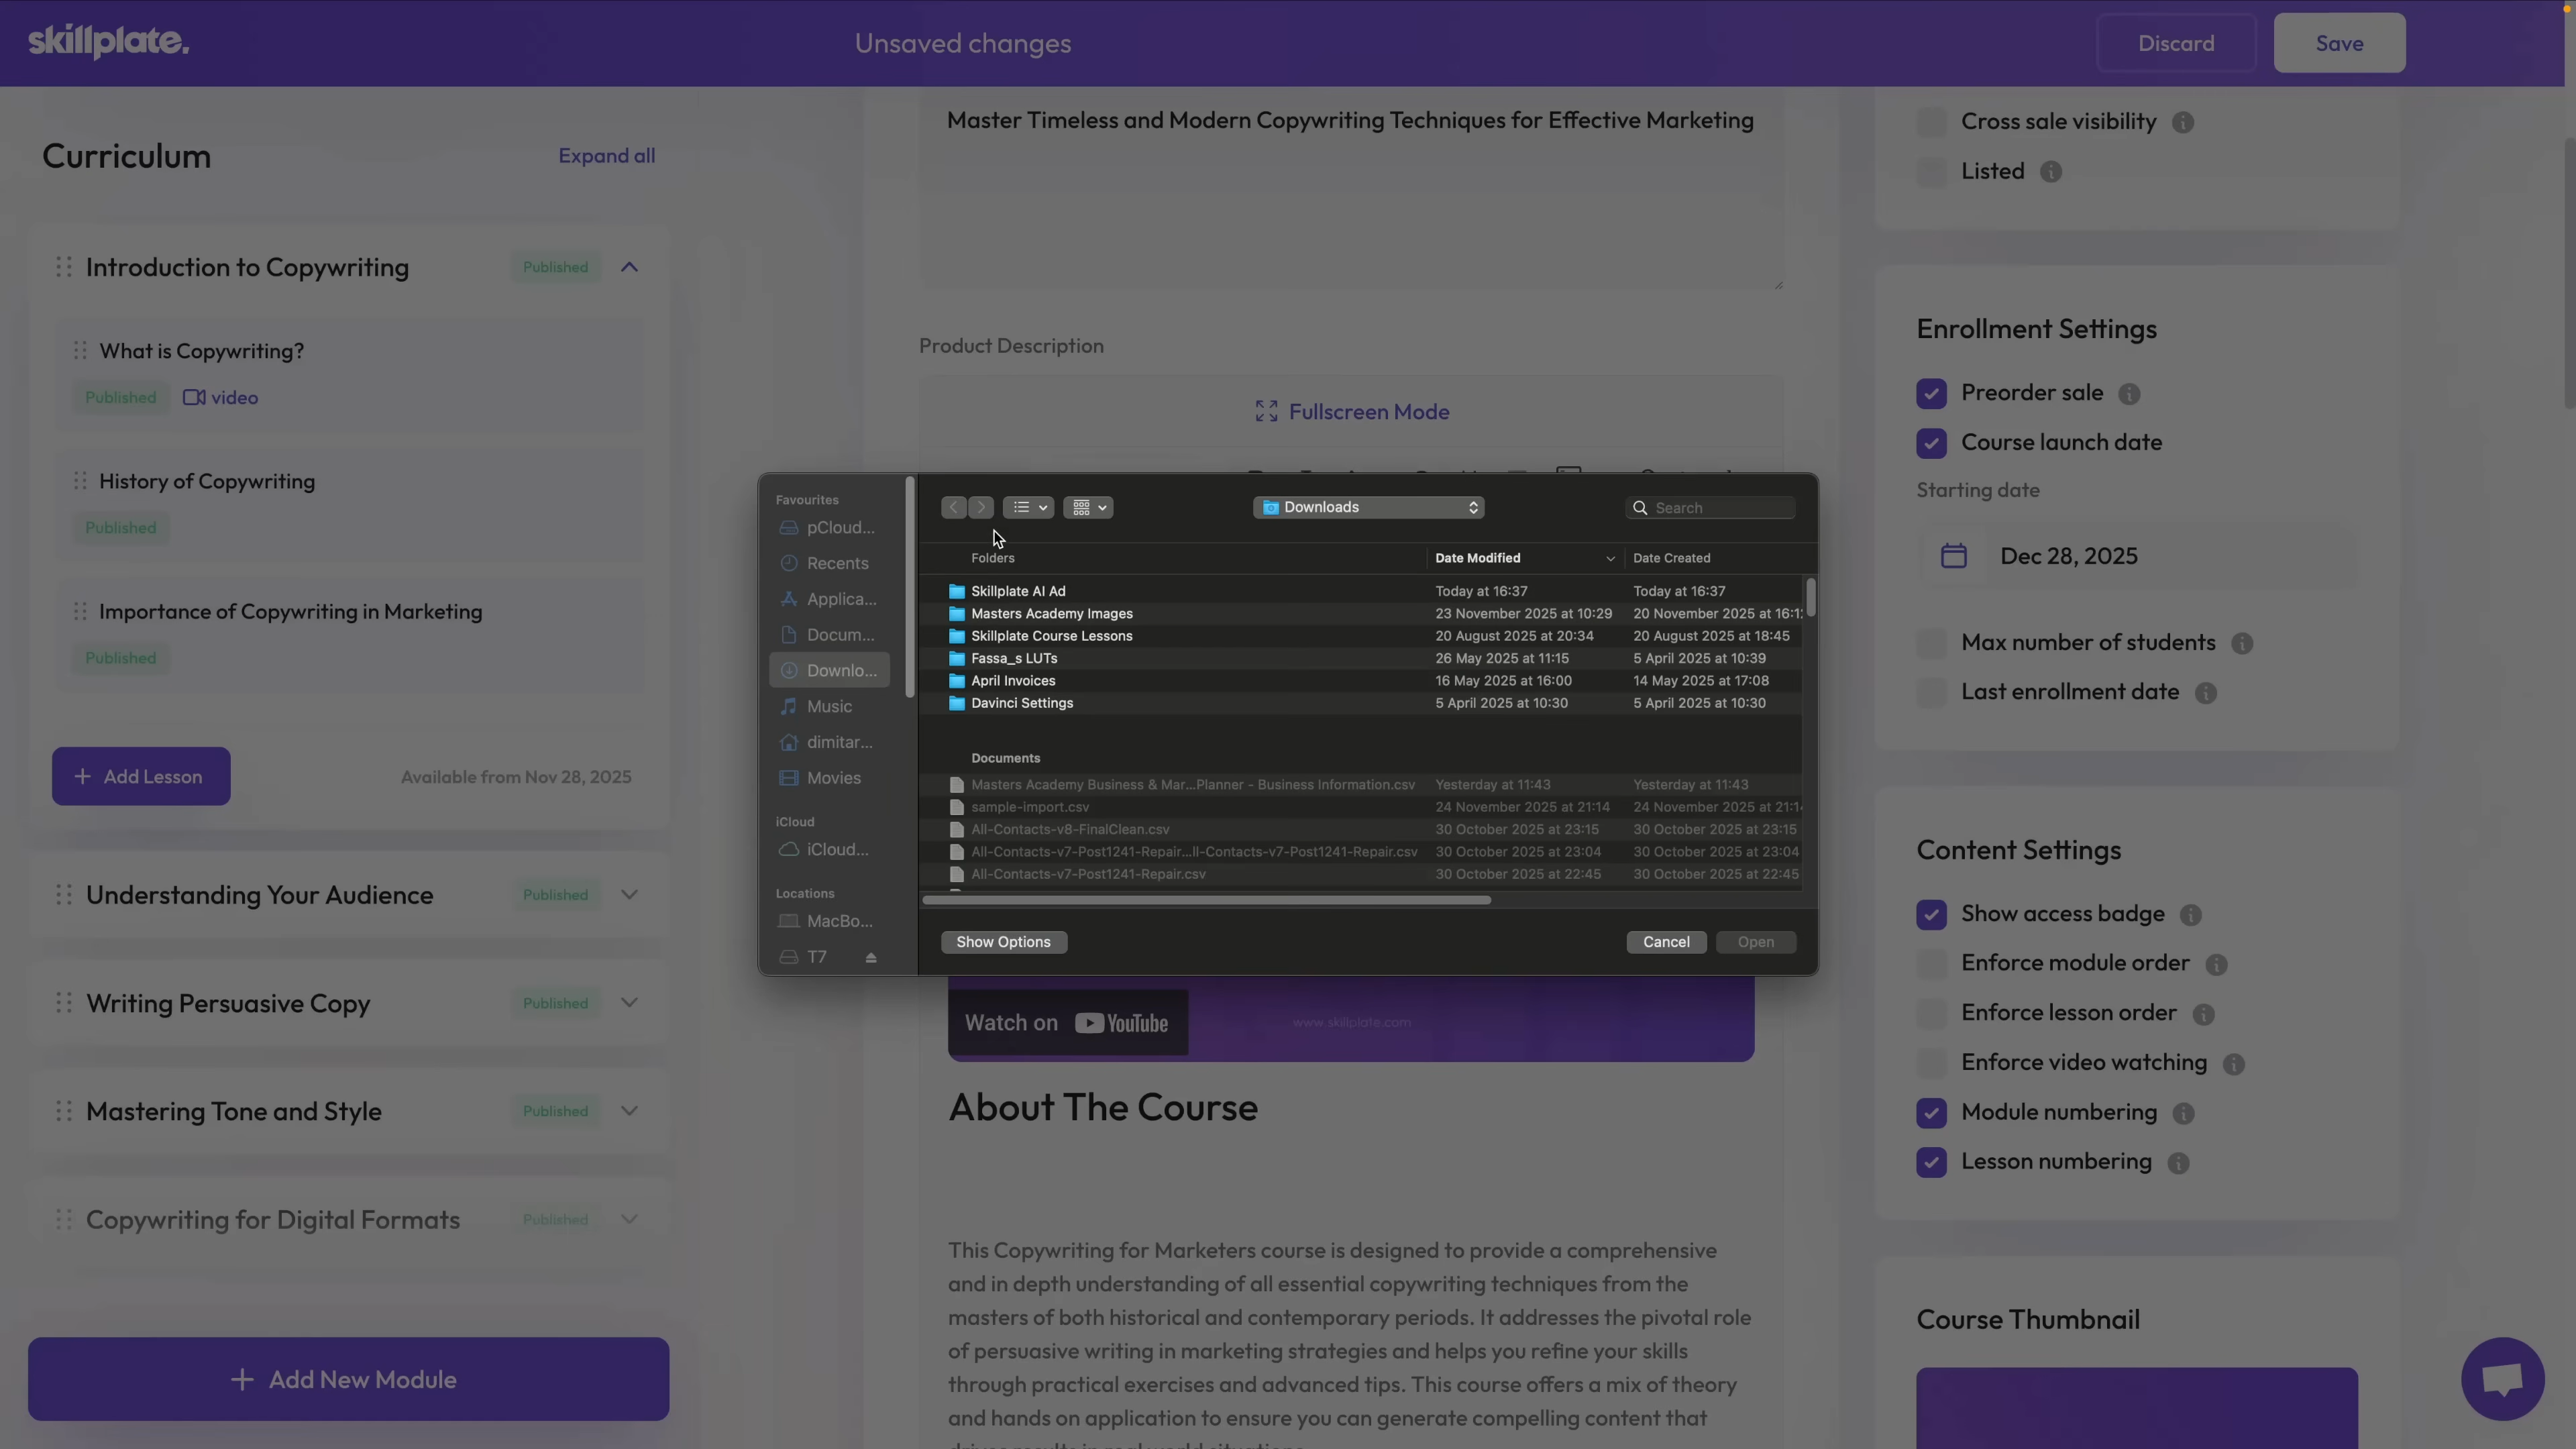 skillplate.
Unsaved changes
Discard
Save
Curriculum
Expand all
Introduction to Copywriting
Published
What is Copywriting?
Published
video
History of Copywriting
Published
Importance of Copywriting in Marketing
Published
Add Lesson
Available from Nov 28, 2025
Understanding Your Audience
Published
Writing Persuasive Copy
Published
Mastering Tone and Style
Published
Copywriting for Digital Formats
Published
Add New Module
Master Timeless and Modern Copywriting Techniques for Effective Marketing
Product Description
Fullscreen Mode
Favourites
pCloud...
Recents
Applica...
Docum...
Downlo...
Music
dimitar...
Movies
iCloud
iCloud...
Locations
MacBo...
T7
Downloads
Search
Folders
Date Modified
Date Created
Skillplate AI Ad
Today at 16:37
Today at 16:37
Masters Academy Images
23 November 2025 at 10:29
20 November 2025 at 16:1
Skillplate Course Lessons
20 August 2025 at 20:34
20 August 2025 at 18:45
Fassa_s LUTs
26 May 2025 at 11:15
5 April 2025 at 10:39
April Invoices
16 May 2025 at 16:00
14 May 2025 at 17:08
Davinci Settings
5 April 2025 at 10:30
5 April 2025 at 10:30
Documents
Masters Academy Business & Mar...Planner - Business Information.csv
Yesterday at 11:43
Yesterday at 11:43
sample-import.csv
24 November 2025 at 21:14
24 November 2025 at 21:1
All-Contacts-v8-FinalClean.csv
30 October 2025 at 23:15
30 October 2025 at 23:15
All-Contacts-v7-Post1241-Repair...ll-Contacts-v7-Post1241-Repair.csv
30 October 2025 at 23:04
30 October 2025 at 23:04
All-Contacts-v7-Post1241-Repair.csv
30 October 2025 at 22:45
30 October 2025 at 22:45
Show Options
Cancel
Open
Watch on YouTube
www.skillplate.com
About The Course
This Copywriting for Marketers course is designed to provide a comprehensive
and in depth understanding of all essential copywriting techniques from the
masters of both historical and contemporary periods. It addresses the pivotal role
of persuasive writing in marketing strategies and helps you refine your skills
through practical exercises and advanced tips. This course offers a mix of theory
and hands on application to ensure you can generate compelling content that
Cross sale visibility
Listed
Enrollment Settings
Preorder sale
Course launch date
Starting date
Dec 28, 2025
Max number of students
Last enrollment date
Content Settings
Show access badge
Enforce module order
Enforce lesson order
Enforce video watching
Module numbering
Lesson numbering
Course Thumbnail